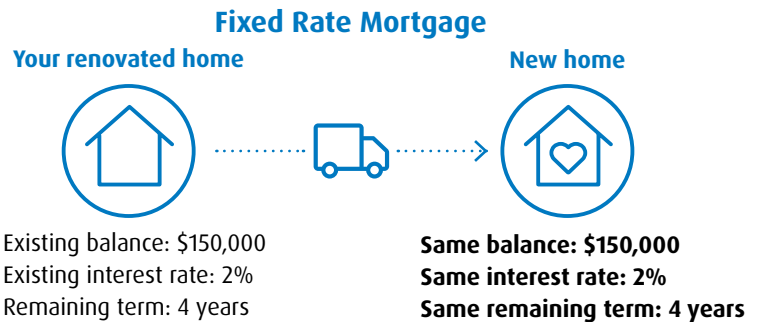 Fixed Rate Mortgage
Your renovated home
New home
Existing balance: $150,000
Existing interest rate: 2%
Remaining term: 4 years
Same balance: $150,000
Same interest rate: 2%
Same remaining term: 4 years